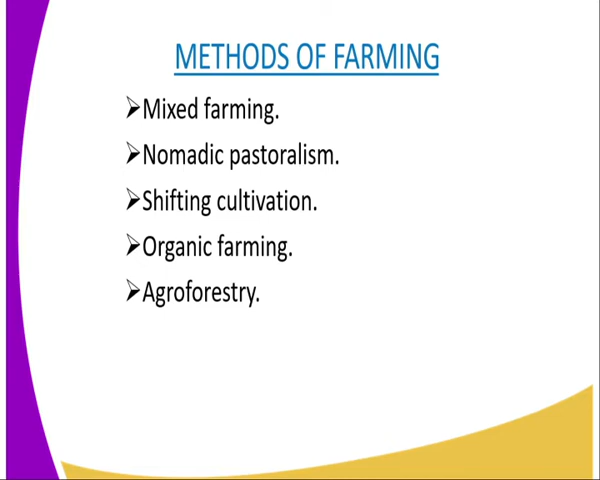 METHODS OF FARMING
➢Mixed farming.
➢Nomadic pastoralism.
➢Shifting cultivation.
➢Organic farming.
➢Agroforestry.